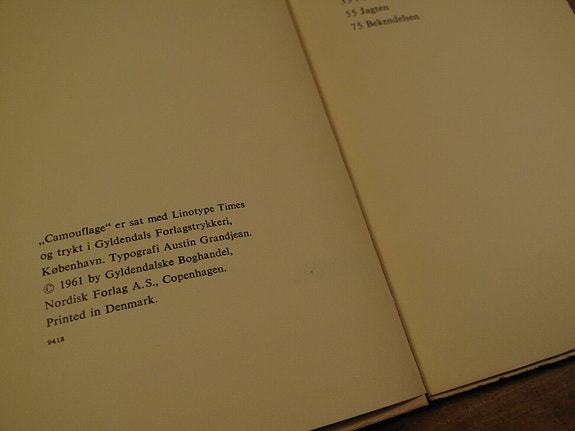 „Camouflage“ er sat med Linotype Times
og trykt i Gyldendals Forlagstrykkeri,
København. Typografi Austin Grandjean.
© 1961 by Gyldendalske Boghandel,
Nordisk Forlag A. S., Copenhagen.
Printed in Denmark.
9418
55 Jagten
75 Bekendelsen